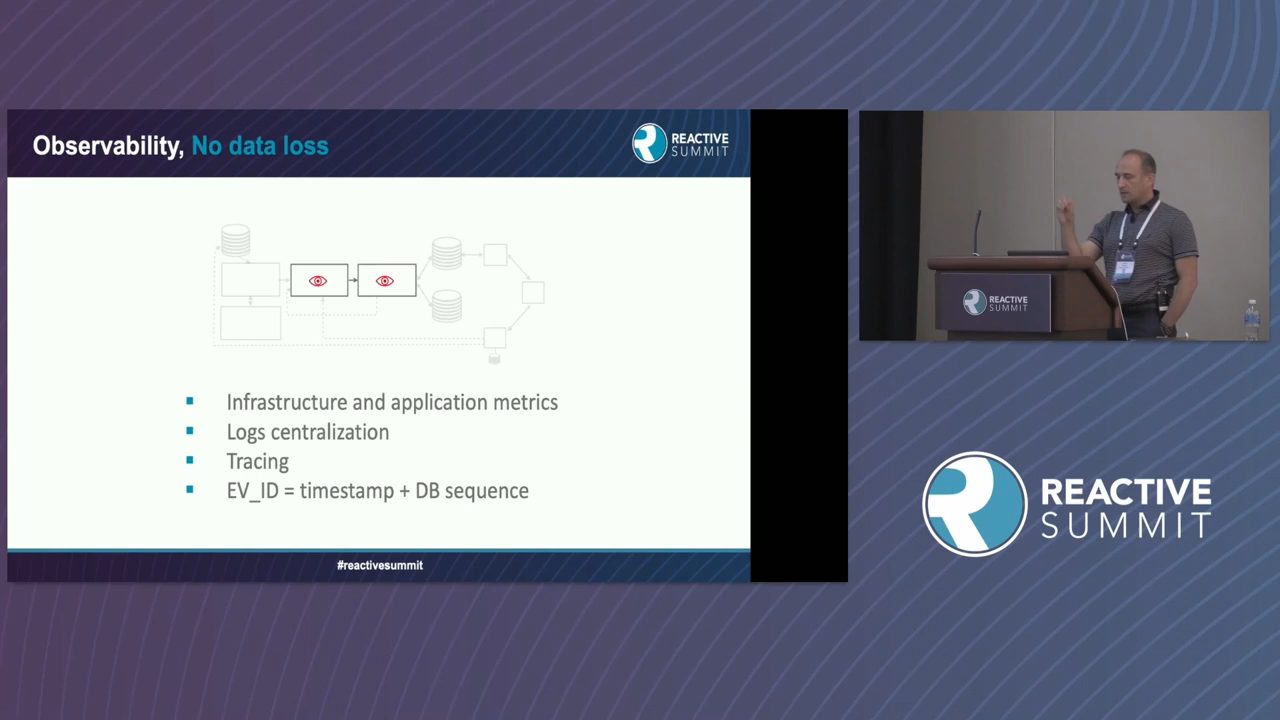 Observability, No data loss
REACTIVE
SUMMIT
Infrastructure and application metrics
Logs centralization
Tracing
EV_ID = timestamp + DB sequence
#reactivesummit
REACTIVE
SUMMIT
REACTIVE
SUMMIT